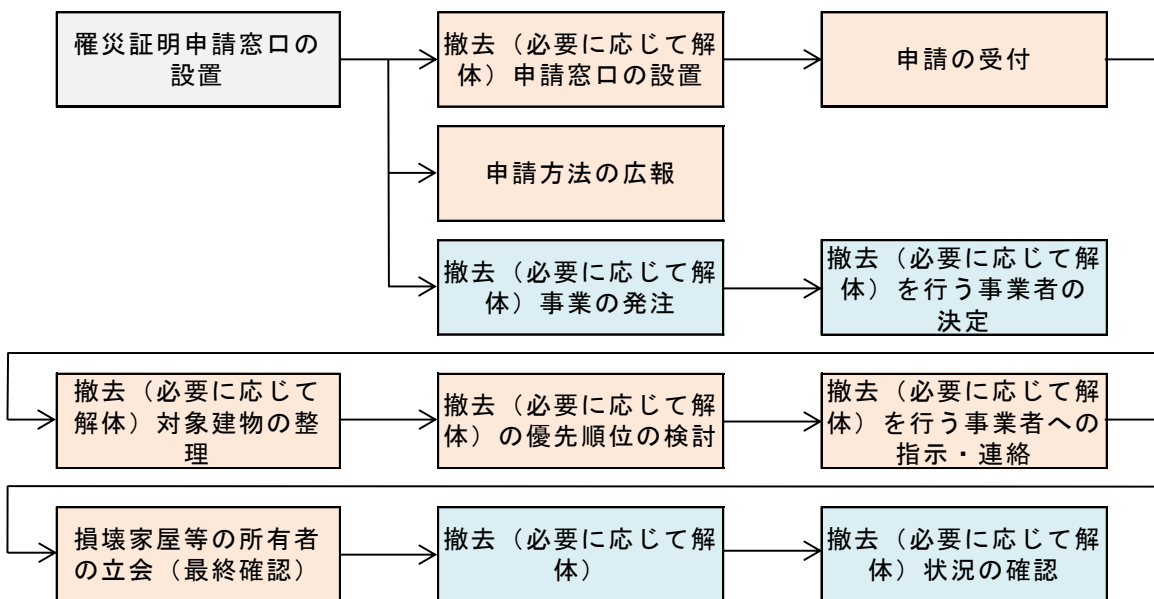 罹災証明申請窓口の
設置
撤去（必要に応じて解
体）申請窓口の設置
申請の受付
申請方法の広報
撤去（必要に応じて解
体）事業の発注
撤去（必要に応じて解
体）を行う事業者の
決定
撤去（必要に応じて
解体）対象建物の整
理
撤去（必要に応じて解
体）の優先順位の検討
撤去（必要に応じて解
体）を行う事業者への
指示・連絡
損壊家屋等の所有者
の立会（最終確認）
撤去（必要に応じて解
体）
撤去（必要に応じて解
体）状況の確認